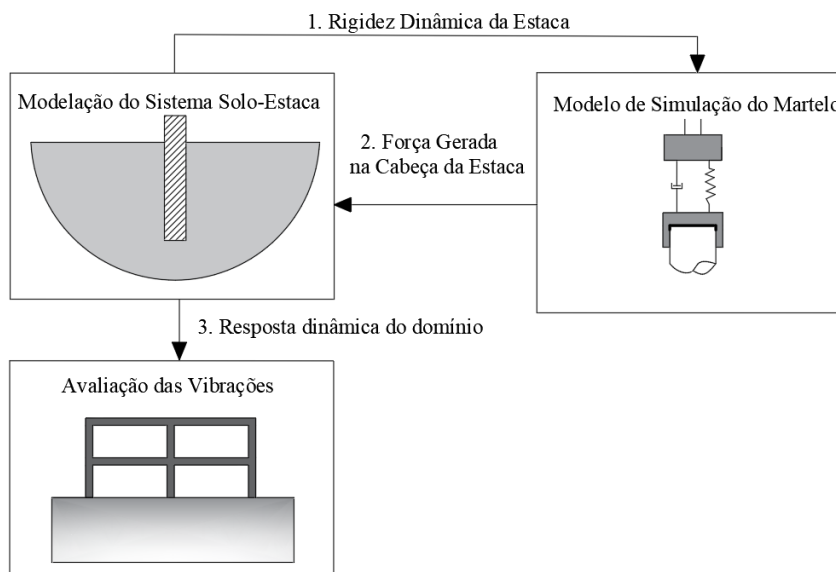 1. Rigidez Dinâmica da Estaca
Modelação do Sistema Solo-Estaca
Modelo de Simulação do Martelo
2. Força Gerada
na Cabeça da Estaca
3. Resposta dinâmica do domínio
Avaliação das Vibrações